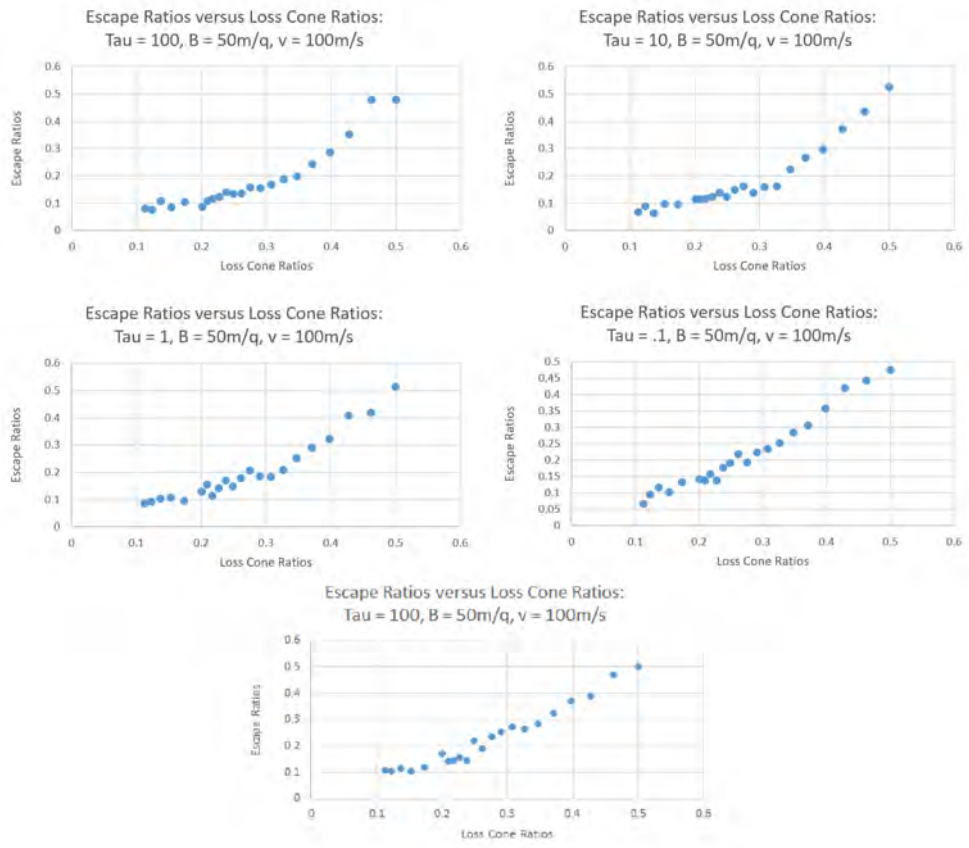 Escape Ratios versus Loss Cone Ratios:
Tau = 100, B = 50m/q, v = 100m/s
0.6
0.5
0.4
0.3
0.2
0.1
0
Escape Ratios
0 0.1 0.2 0.3 0.4 0.5 0.6
Loss Cone Ratios
Escape Ratios versus Loss Cone Ratios:
Tau = 10, B = 50m/q, v = 100m/s
0.6
0.5
0.4
0.3
0.2
0.1
0
Escape Ratios
0 0.1 0.2 0.3 0.4 0.5 0.6
Loss Cone Ratios
Escape Ratios versus Loss Cone Ratios:
Tau = 1, B = 50m/q, v = 100m/s
0.6
0.5
0.4
0.3
0.2
0.1
0
Escape Ratios
0 0.1 0.2 0.3 0.4 0.5 0.6
Loss Cone Ratios
Escape Ratios versus Loss Cone Ratios:
Tau = .1, B = 50m/q, v = 100m/s
0.5
0.45
0.4
0.35
0.3
0.25
0.2
0.15
0.1
0.05
0
Escape Ratios
0 0.1 0.2 0.3 0.4 0.5 0.6
Loss Cone Ratios
Escape Ratios versus Loss Cone Ratios:
Tau = 100, B = 50m/q, v = 100m/s
0.6
0.5
0.4
0.3
0.2
0.1
0
Escape Ratios
0 0.1 0.2 0.3 0.4 0.5 0.6
Loss Cone Ratios